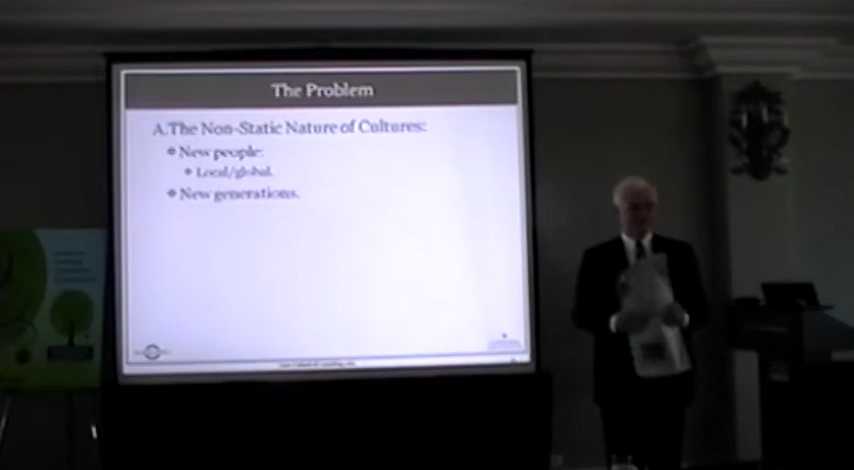 The Problem
A.The Non-Static Nature of Cultures:
New people:
Local/global.
New generations.